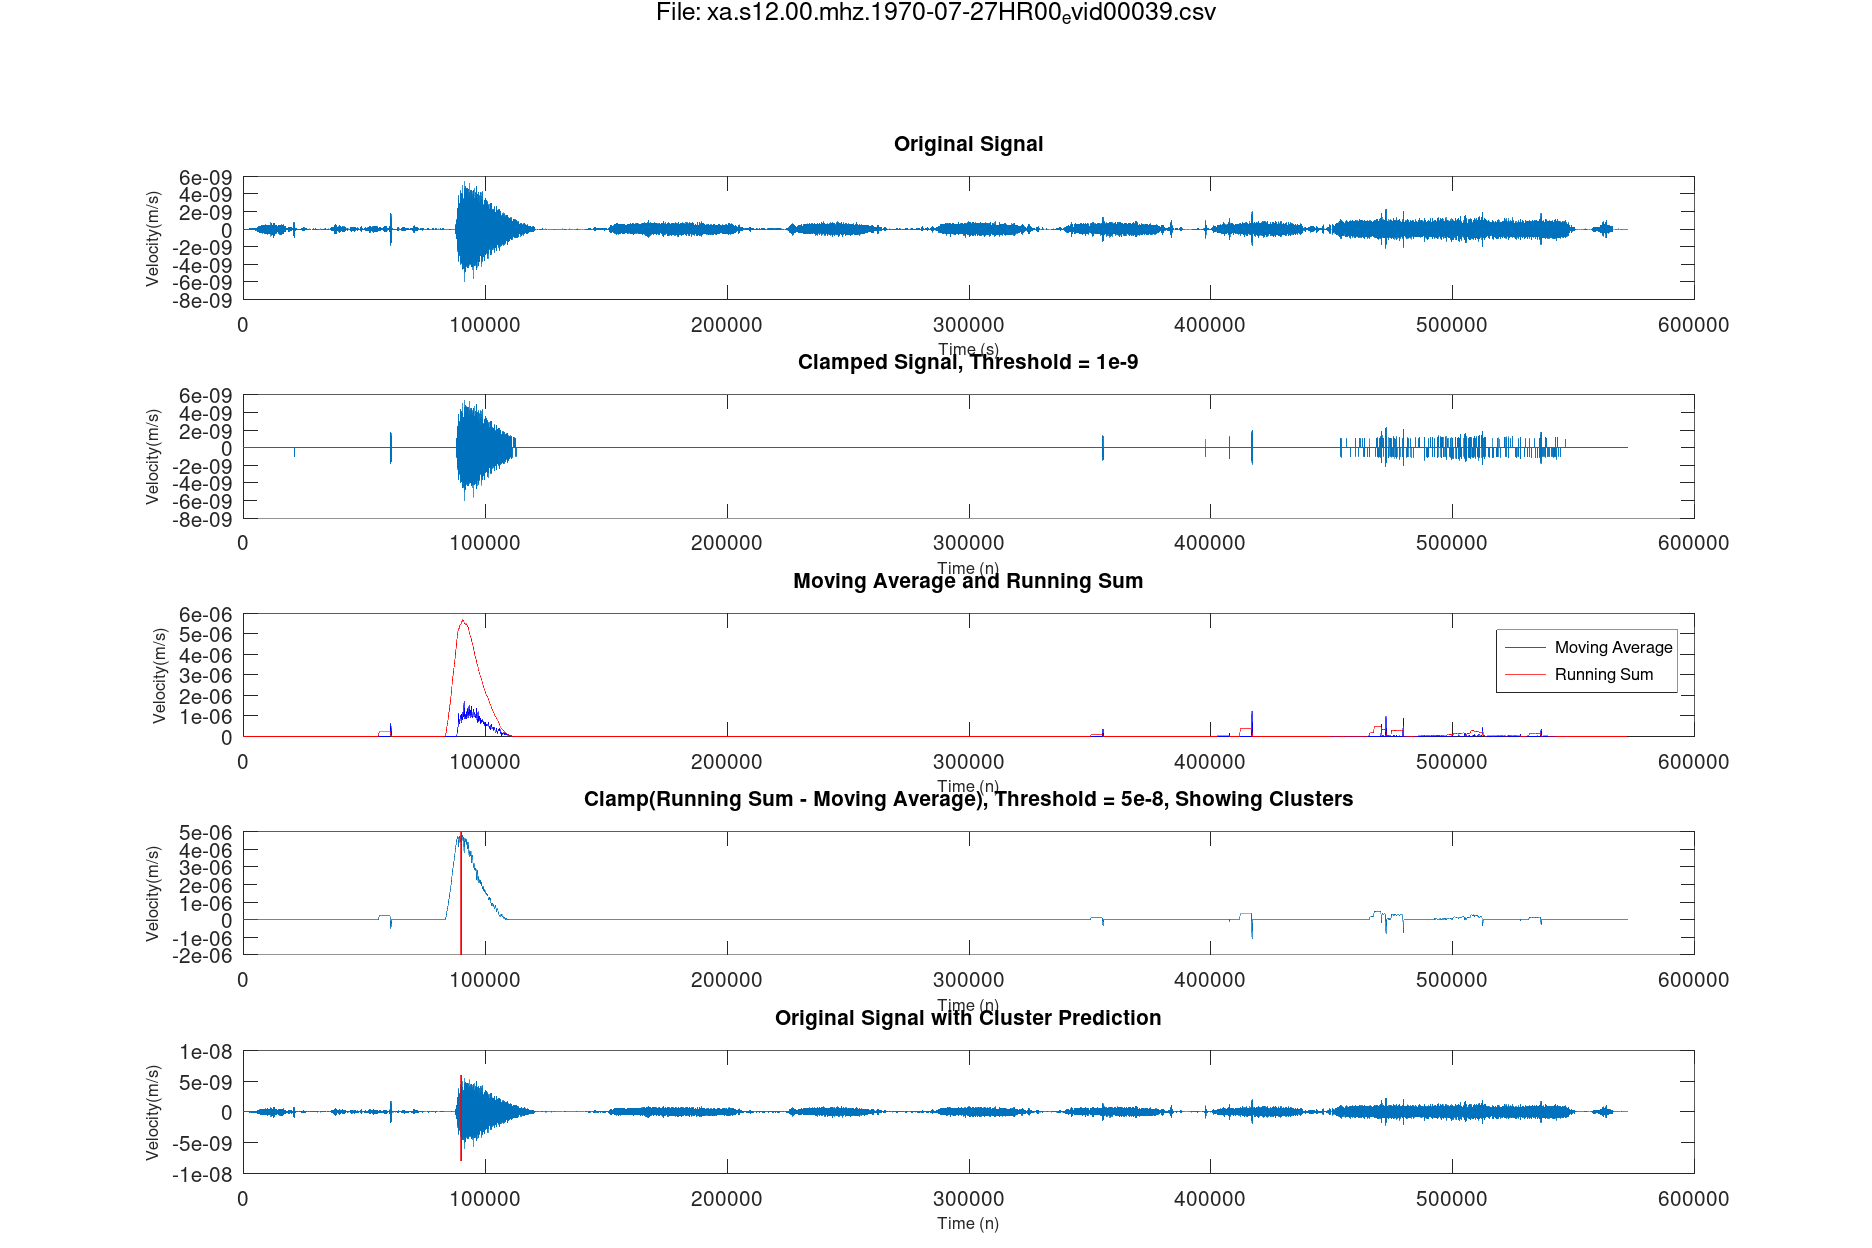 File: xa.s12.00.mhz.1970-07-27HR00evid00039.csv
Original Signal
Velocity(m/s)
6e-09
4e-09
2e-09
0
-2e-09
-4e-09
-6e-09
-8e-09
0 100000 200000 300000 400000 500000 600000
Time (s)
Clamped Signal, Threshold = 1e-9
Velocity(m/s)
6e-09
4e-09
2e-09
0
-2e-09
-4e-09
-6e-09
-8e-09
0 100000 200000 300000 400000 500000 600000
Time (n)
Moving Average and Running Sum
Velocity(m/s)
6e-06
5e-06
4e-06
3e-06
2e-06
1e-06
0
Moving Average
Running Sum
0 100000 200000 300000 400000 500000 600000
Time (n)
Clamp(Running Sum - Moving Average), Threshold = 5e-8, Showing Clusters
Velocity(m/s)
5e-06
4e-06
3e-06
2e-06
1e-06
0
-1e-06
-2e-06
0 100000 200000 300000 400000 500000 600000
Time (n)
Original Signal with Cluster Prediction
Velocity(m/s)
1e-08
5e-09
0
-5e-09
-1e-08
0 100000 200000 300000 400000 500000 600000
Time (n)